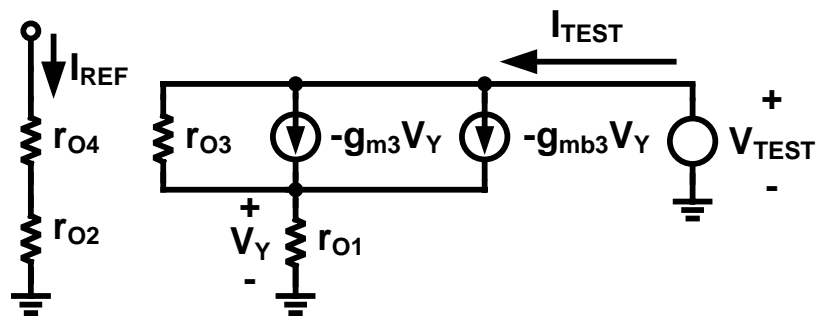 I_TEST
I_REF
r_O4
r_O2
r_O3
-g_m3V_Y
-g_mb3V_Y
+
V_TEST
-
+
V_Y
-
r_O1